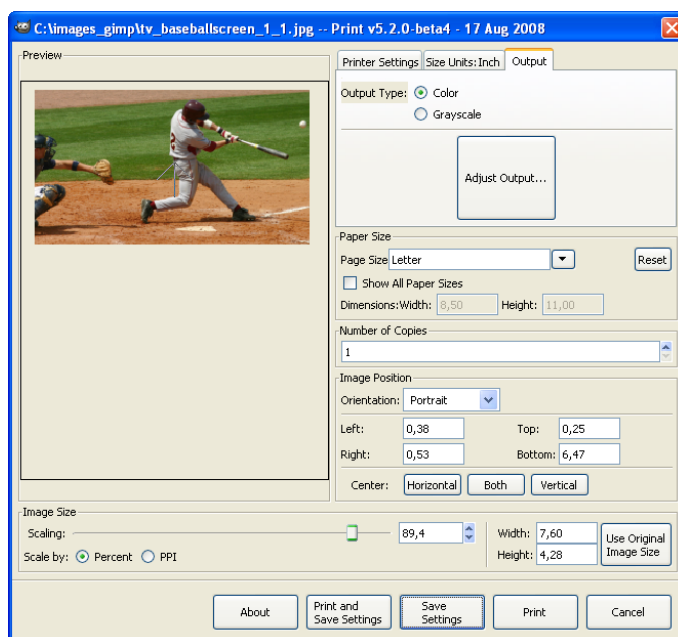 C:\images_gimp\tv_baseballscreen_1_1.jpg -- Print v5.2.0-beta4 - 17 Aug 2008
Preview
Printer Settings Size Units: Inch Output
Output Type: Color
Grayscale
Adjust Output...
Paper Size
Page Size Letter Reset
Show All Paper Sizes
Dimensions: Width: 8,50 Height: 11,00
Number of Copies
1
Image Position
Orientation: Portrait
Left: 0,38 Top: 0,25
Right: 0,53 Bottom: 6,47
Center: Horizontal Both Vertical
Image Size
Scaling: 89,4 Width: 7,60
Scale by: Percent PPI Height: 4,28
Use Original
Image Size
About
Print and
Save Settings
Save
Settings
Print
Cancel